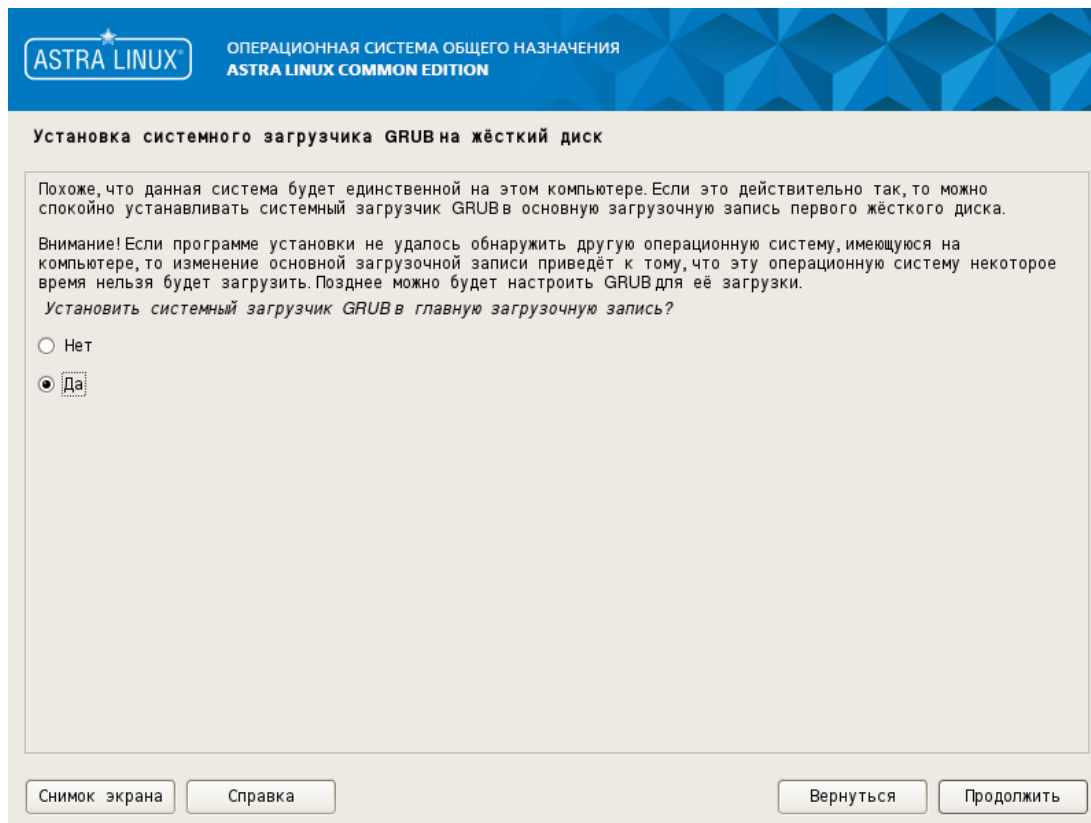 ASTRA LINUX®
ОПЕРАЦИОННАЯ СИСТЕМА ОБЩЕГО НАЗНАЧЕНИЯ
ASTRA LINUX COMMON EDITION
Установка системного загрузчика GRUB на жёсткий диск
Похоже, что данная система будет единственной на этом компьютере. Если это действительно так, то можно
спокойно устанавливать системный загрузчик GRUB в основную загрузочную запись первого жёсткого диска.
Внимание! Если программе установки не удалось обнаружить другую операционную систему, имеющуюся на
компьютере, то изменение основной загрузочной записи приведёт к тому, что эту операционную систему некоторое
время нельзя будет загрузить. Позднее можно будет настроить GRUB для её загрузки.
Установить системный загрузчик GRUB в главную загрузочную запись?
Нет
Да
Снимок экрана
Справка
Вернуться
Продолжить